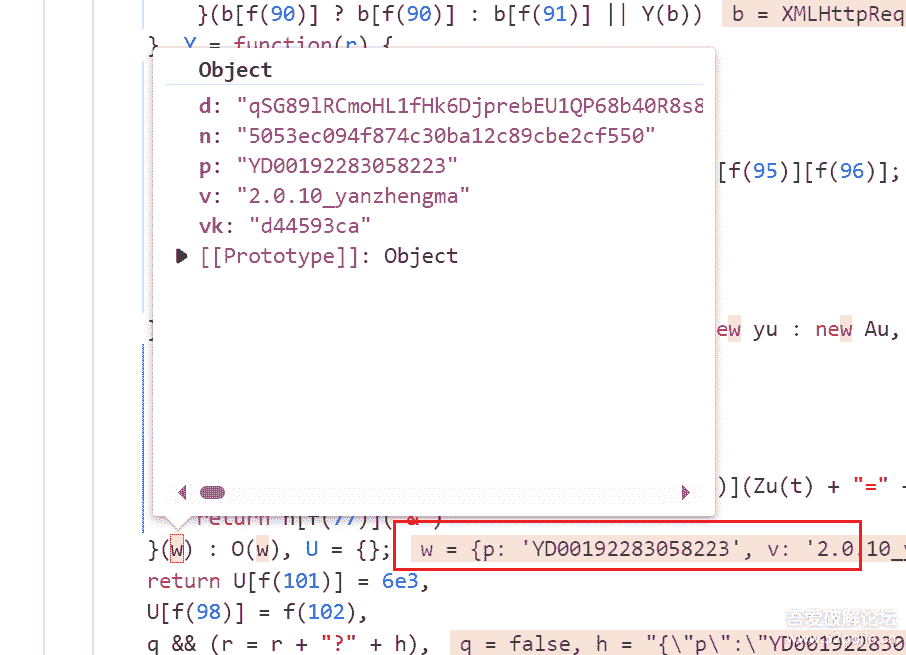 }(b[f(90)] ? b[f(90)] : b[f(91)] || Y(b)) b = XMLHttpReq
}, Y = function(r) {
Object
d: "qSG89lRCmoHL1fHk6DjprebEU1QP68b40R8s8
n: "5053ec094f874c30ba12c89cbe2cf550"
p: "YD00192283058223"
[f(95)][f(96)];
v: "2.0.10_yanzhengma"
vk: "d44593ca"
[[Prototype]]: Object
ew yu : new Au,
)](Zu(t) + "="
return n[f(77)]("&")
}(w) : O(w), U = {}; w = {p: 'YD00192283058223', v: '2.0.10_y
return U[f(101)] = 6e3,
U[f(98)] = f(102),
q && (r = r + "?" + h), q = false, h = "{\"p\":\"YD001922830
吾爱破解论坛